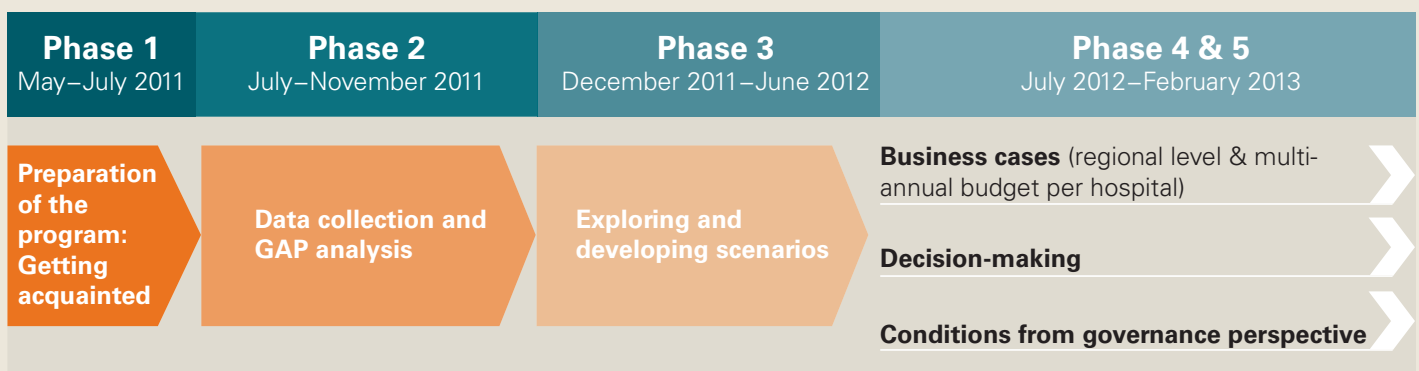 Phase 1
May–July 2011
Phase 2
July–November 2011
Phase 3
December 2011–June 2012
Phase 4 & 5
July 2012–February 2013
Preparation
of the
program:
Getting
acquainted
Data collection and
GAP analysis
Exploring and
developing scenarios
Business cases (regional level & multi-
annual budget per hospital)
Decision-making
Conditions from governance perspective